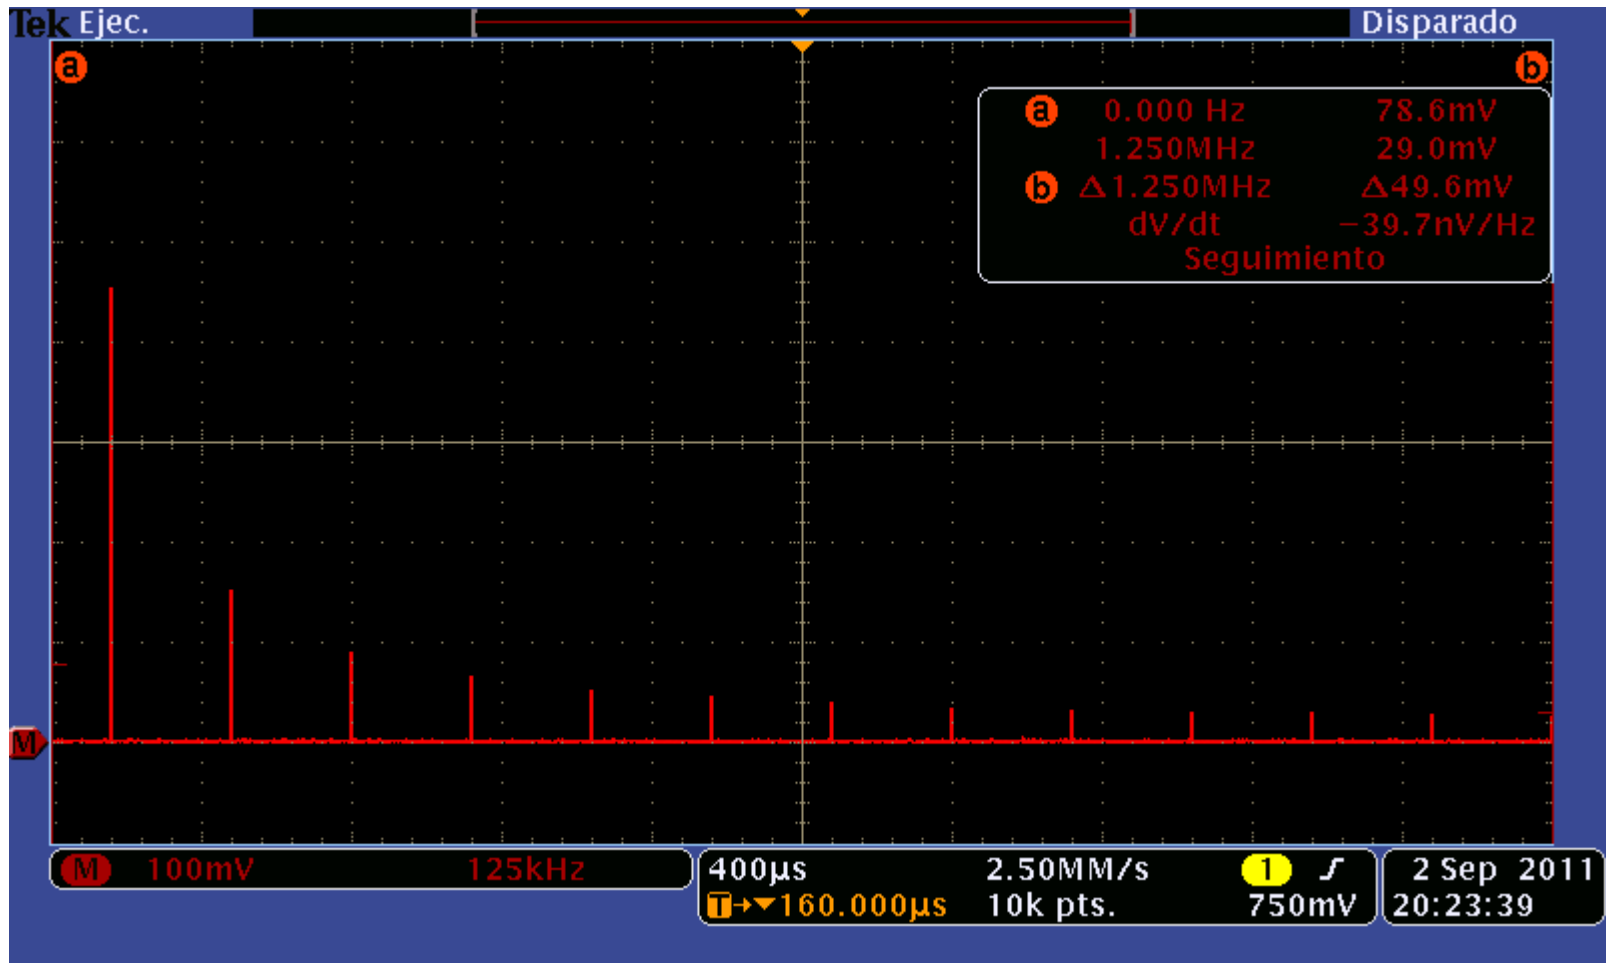 Tek Ejec. Disparado
a b
a 0.000 Hz 78.6mV
1.250MHz 29.0mV
b Δ1.250MHz Δ49.6mV
dV/dt −39.7nV/Hz
Seguimiento
M
M 100mV 125kHz
400µs 2.50MM/s 1 ʃ
T→▼160.000µs 10k pts. 750mV
2 Sep 2011
20:23:39